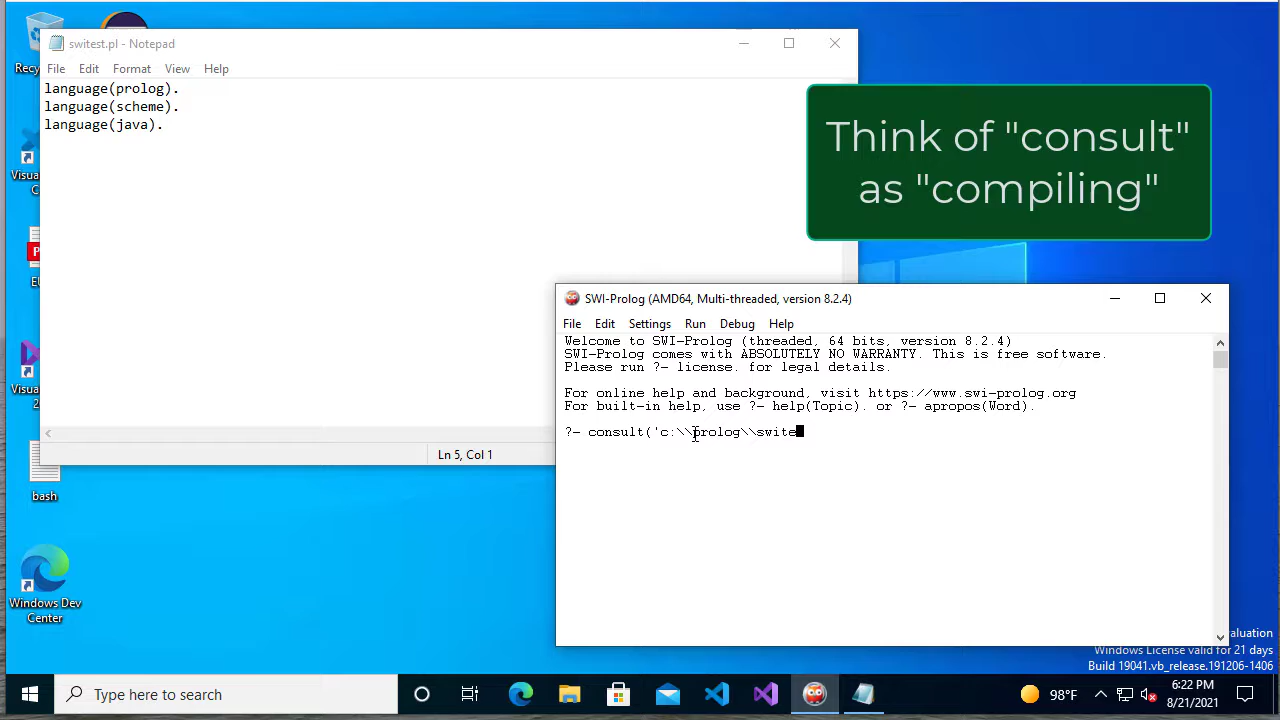 Recy
switest.pl - Notepad
File Edit Format View Help
language(prolog).
language(scheme).
language(java).
Think of "consult"
as "compiling"
Visua
C
P
EU
SWI-Prolog (AMD64, Multi-threaded, version 8.2.4)
File Edit Settings Run Debug Help
Welcome to SWI-Prolog (threaded, 64 bits, version 8.2.4)
SWI-Prolog comes with ABSOLUTELY NO WARRANTY. This is free software.
Please run ?- license. for legal details.
For online help and background, visit https://www.swi-prolog.org
For built-in help, use ?- help(Topic). or ?- apropos(Word).
?- consult('c:\\prolog\\swite
Visua
2
Ln 5, Col 1
bash
Windows Dev
Center
aluation
Windows License valid for 21 days
Build 19041.vb_release.191206-1406
Type here to search
98°F
6:22 PM
8/21/2021